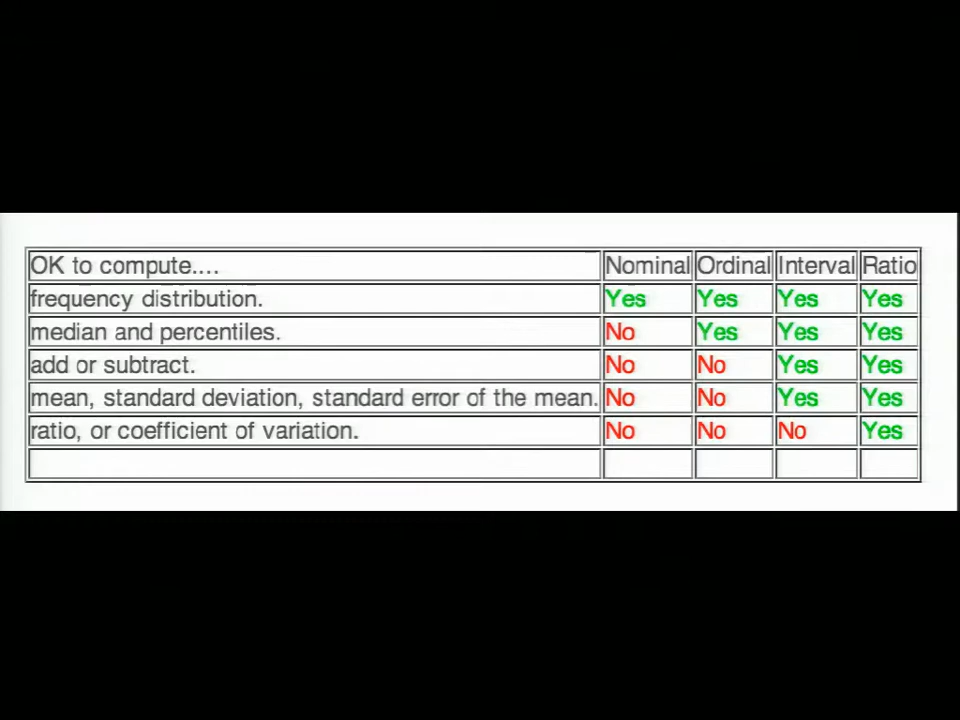 OK to compute.... Nominal Ordinal Interval Ratio
frequency distribution. Yes Yes Yes Yes
median and percentiles. No Yes Yes Yes
add or subtract. No No Yes Yes
mean, standard deviation, standard error of the mean. No No Yes Yes
ratio, or coefficient of variation. No No No Yes